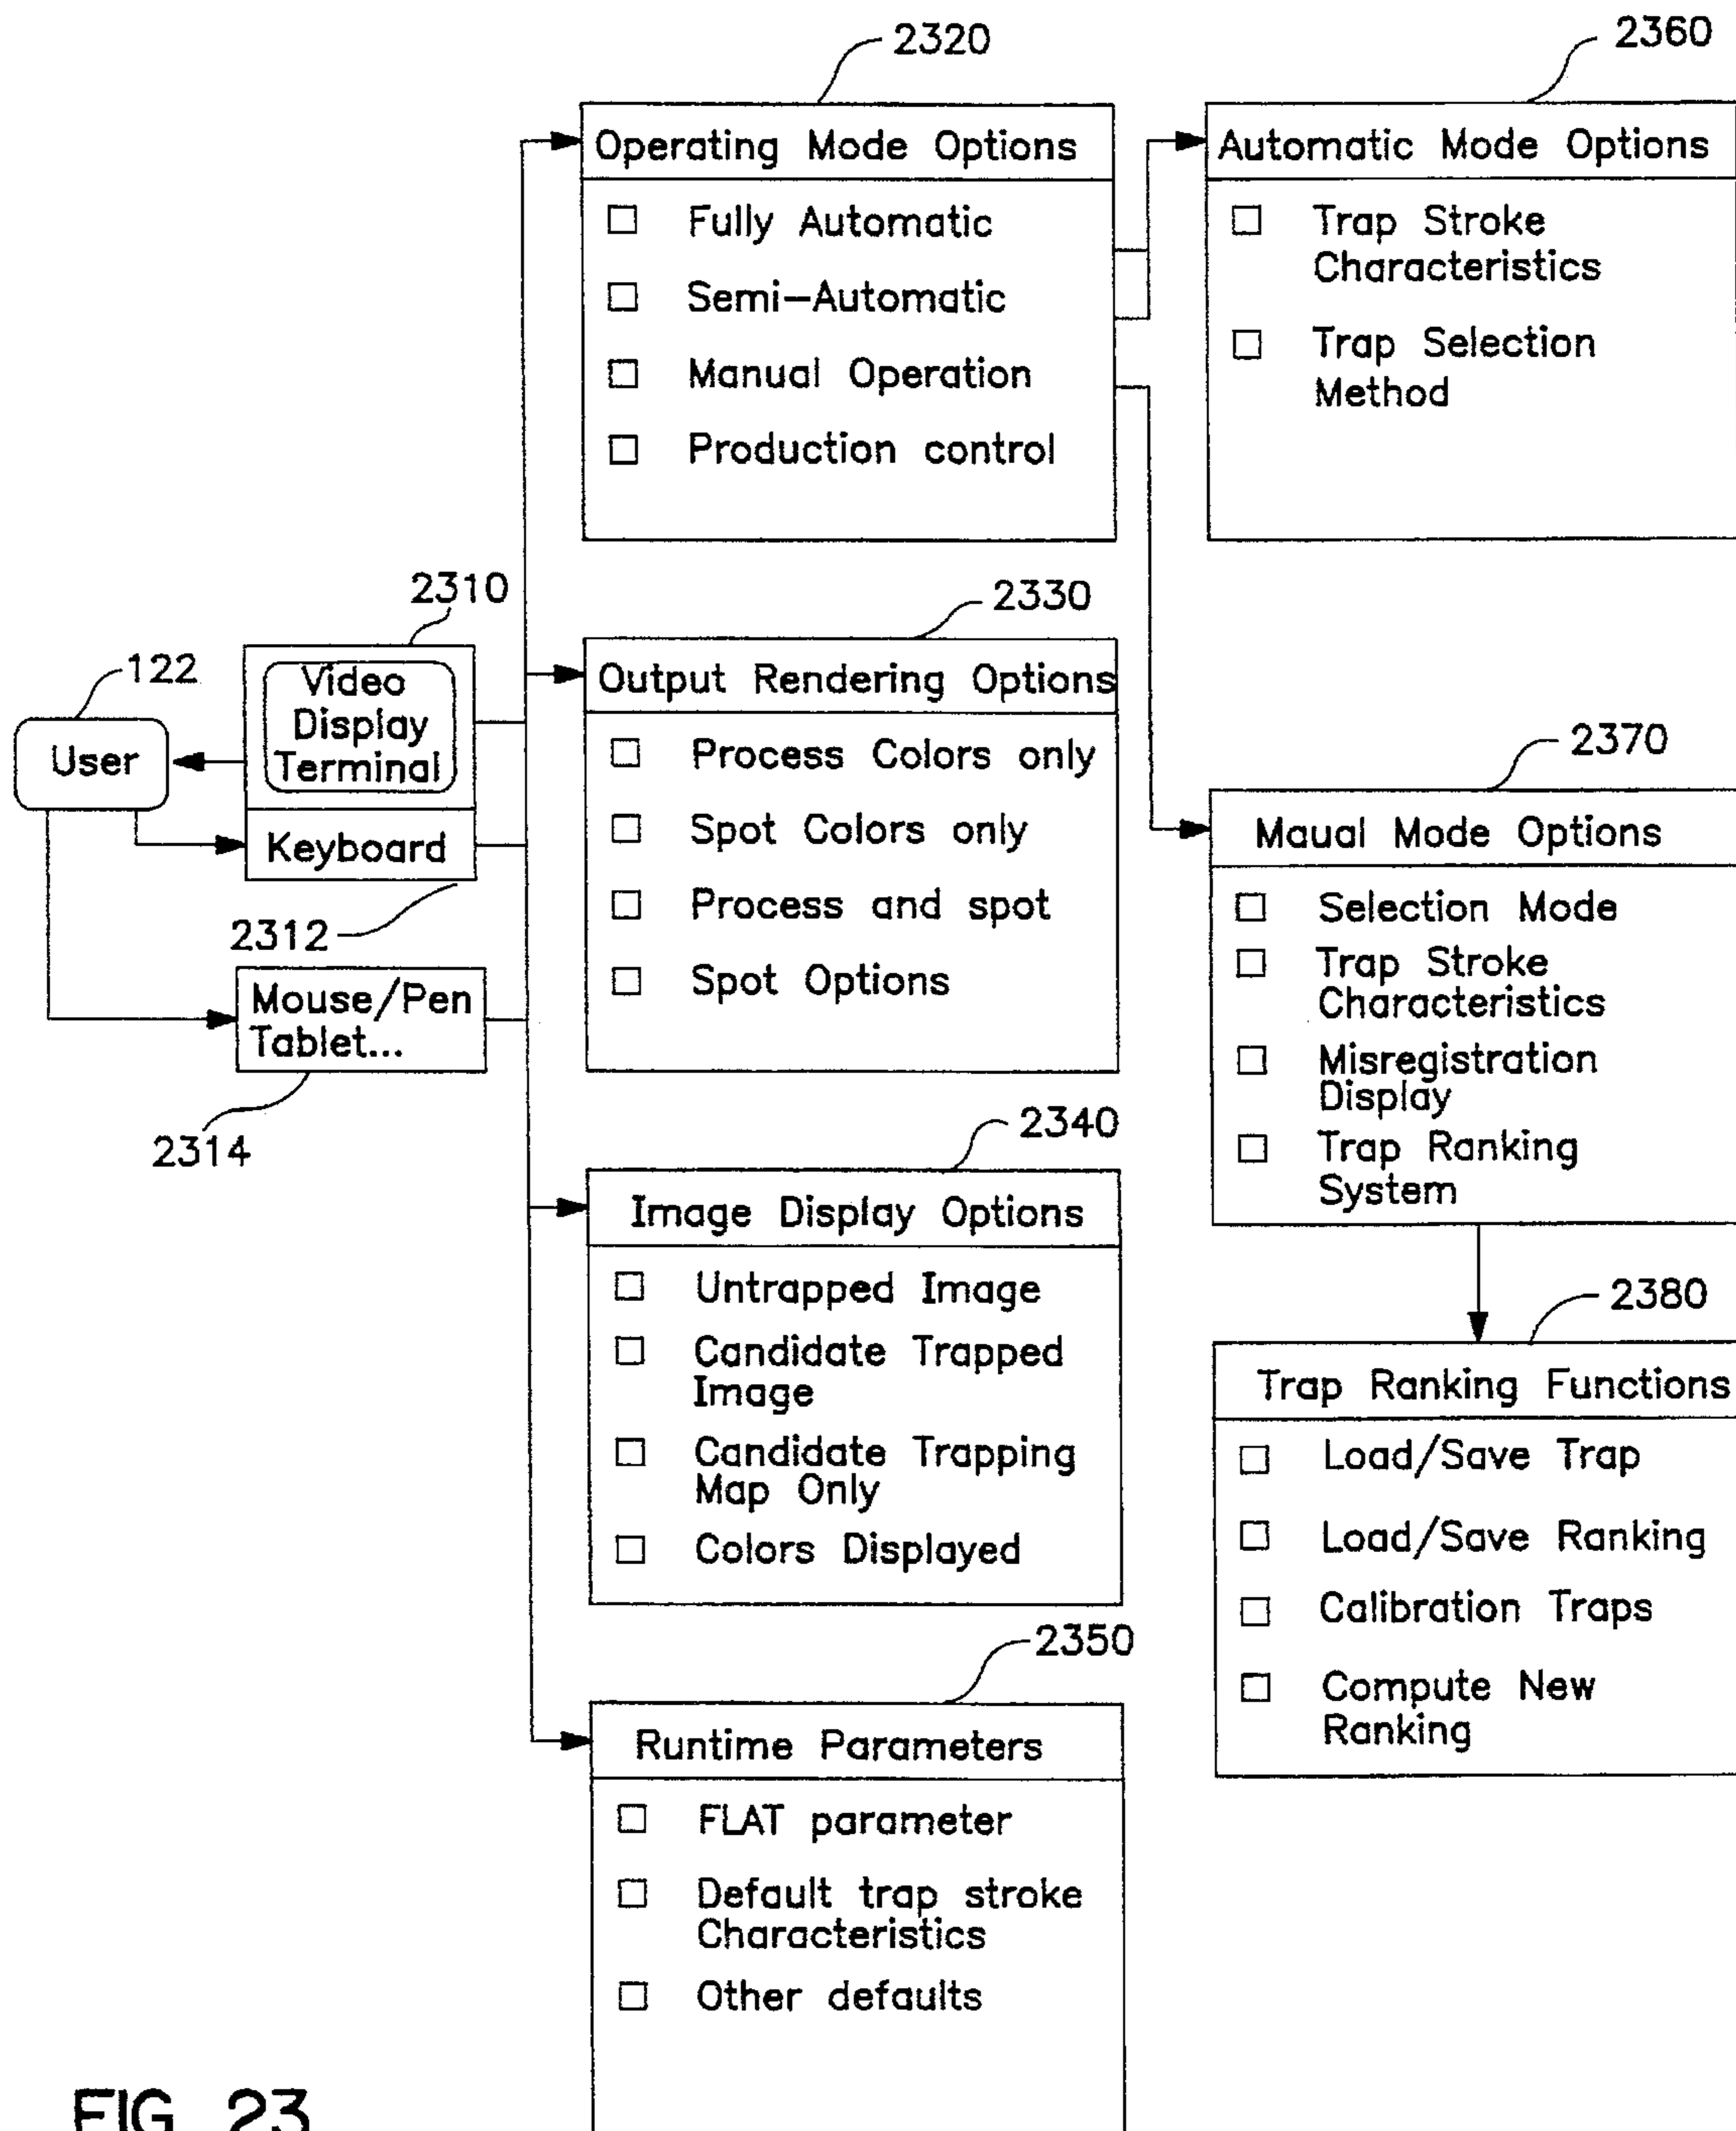 2320
2360
Operating Mode Options
Fully Automatic
Semi-Automatic
Manual Operation
Production control
Automatic Mode Options
Trap Stroke
Characteristics
Trap Selection
Method
2310
122
User
Video
Display
Terminal
Keyboard
2312
Mouse/Pen
Tablet...
2314
2330
Output Rendering Options
Process Colors only
Spot Colors only
Process and spot
Spot Options
2370
Maual Mode Options
Selection Mode
Trap Stroke
Characteristics
Misregistration
Display
Trap Ranking
System
2340
Image Display Options
Untrapped Image
Candidate Trapped
Image
Candidate Trapping
Map Only
Colors Displayed
2380
Trap Ranking Functions
Load/Save Trap
Load/Save Ranking
Calibration Traps
Compute New
Ranking
2350
Runtime Parameters
FLAT parameter
Default trap stroke
Characteristics
Other defaults
FIG. 23